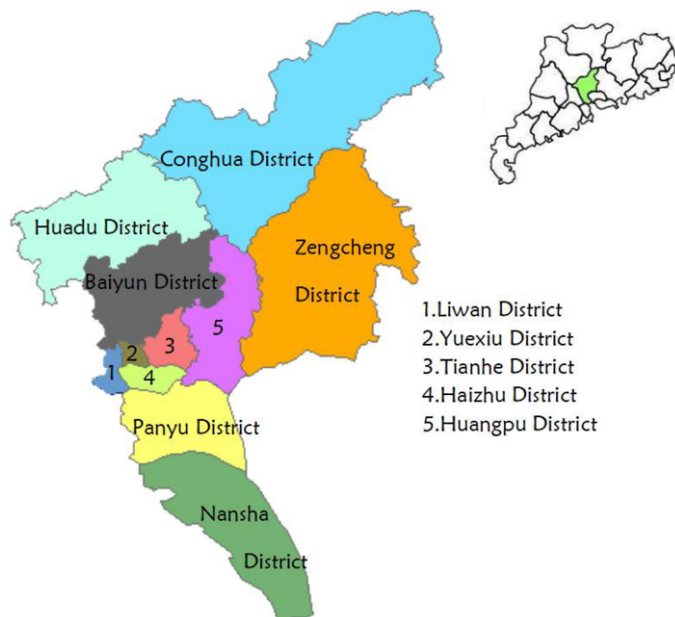 Conghua District
Huadu District
Zengcheng
District
Baiyun District
5
3
2
1
4
1.Liwan District
2.Yuexiu District
3.Tianhe District
4.Haizhu District
5.Huangpu District
Panyu District
Nansha
District